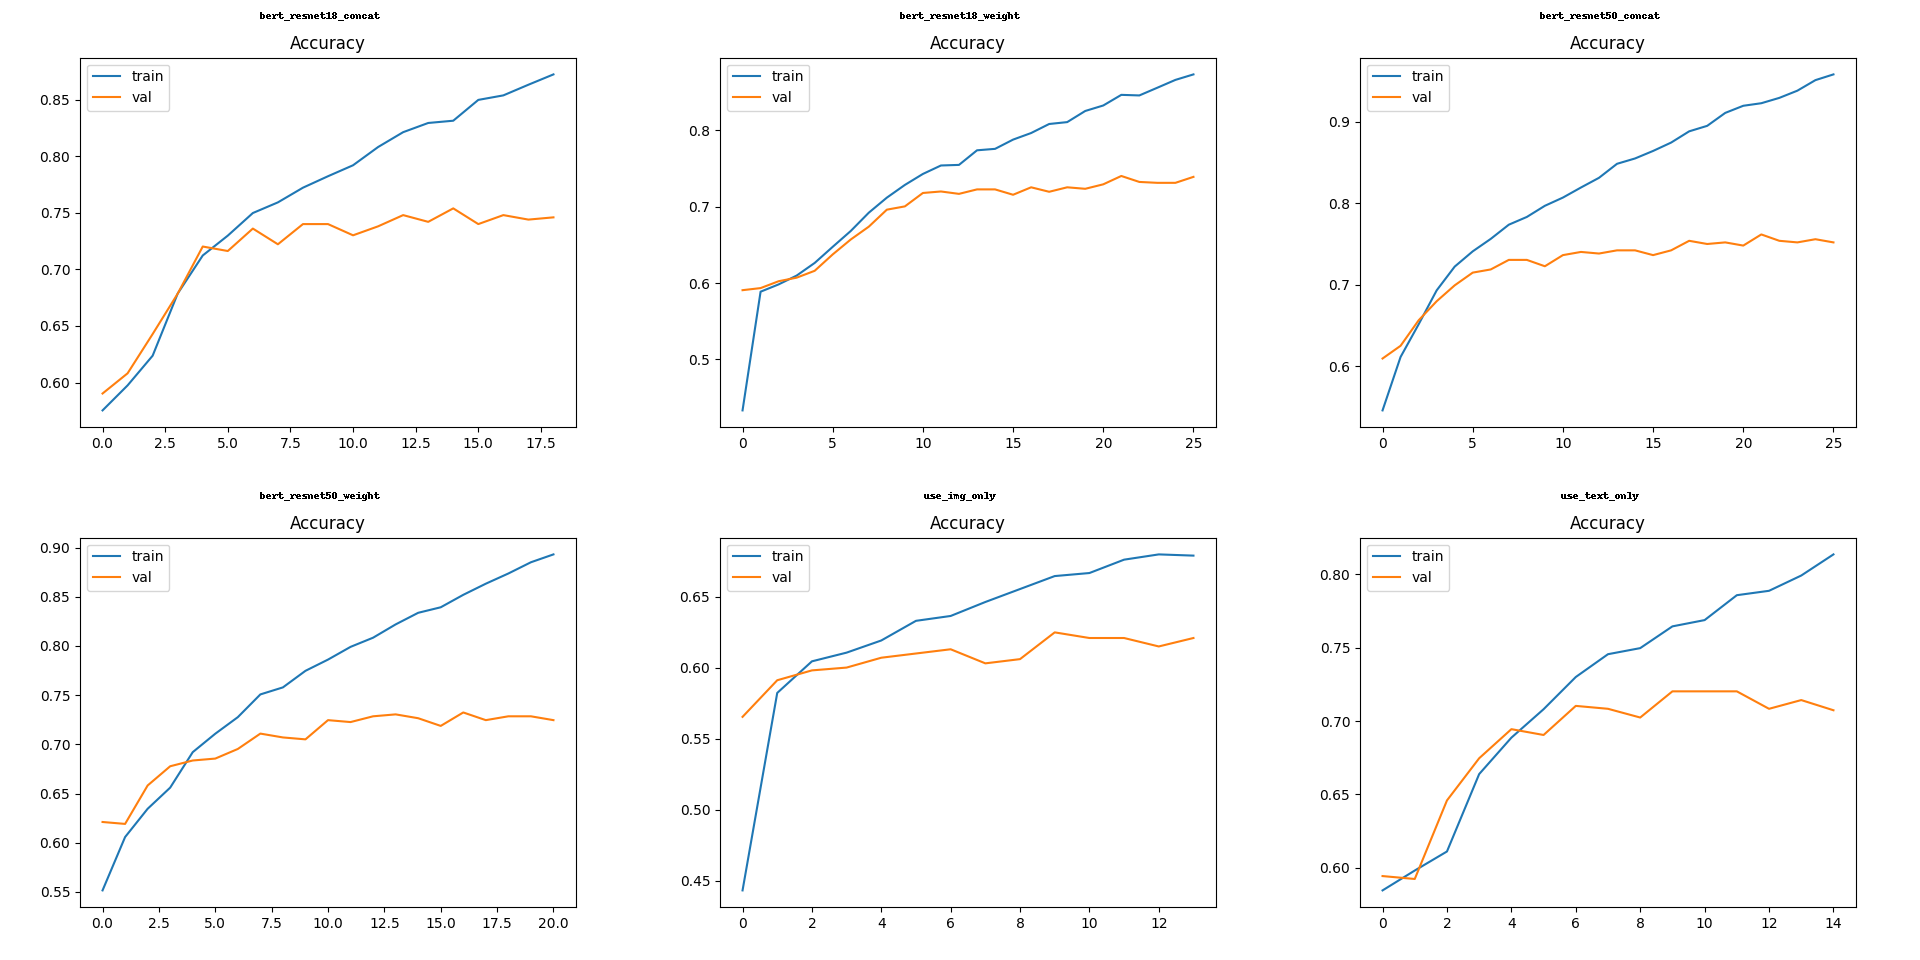 bert_resnet18_concat
Accuracy
train
val
0.85
0.80
0.75
0.70
0.65
0.60
0.0 2.5 5.0 7.5 10.0 12.5 15.0 17.5
bert_resnet18_weight
Accuracy
train
val
0.8
0.7
0.6
0.5
0 5 10 15 20 25
bert_resnet50_concat
Accuracy
train
val
0.9
0.8
0.7
0.6
0 5 10 15 20 25
bert_resnet50_weight
Accuracy
train
val
0.90
0.85
0.80
0.75
0.70
0.65
0.60
0.55
0.0 2.5 5.0 7.5 10.0 12.5 15.0 17.5 20.0
use_img_only
Accuracy
train
val
0.65
0.60
0.55
0.50
0.45
0 2 4 6 8 10 12
use_text_only
Accuracy
train
val
0.80
0.75
0.70
0.65
0.60
0 2 4 6 8 10 12 14